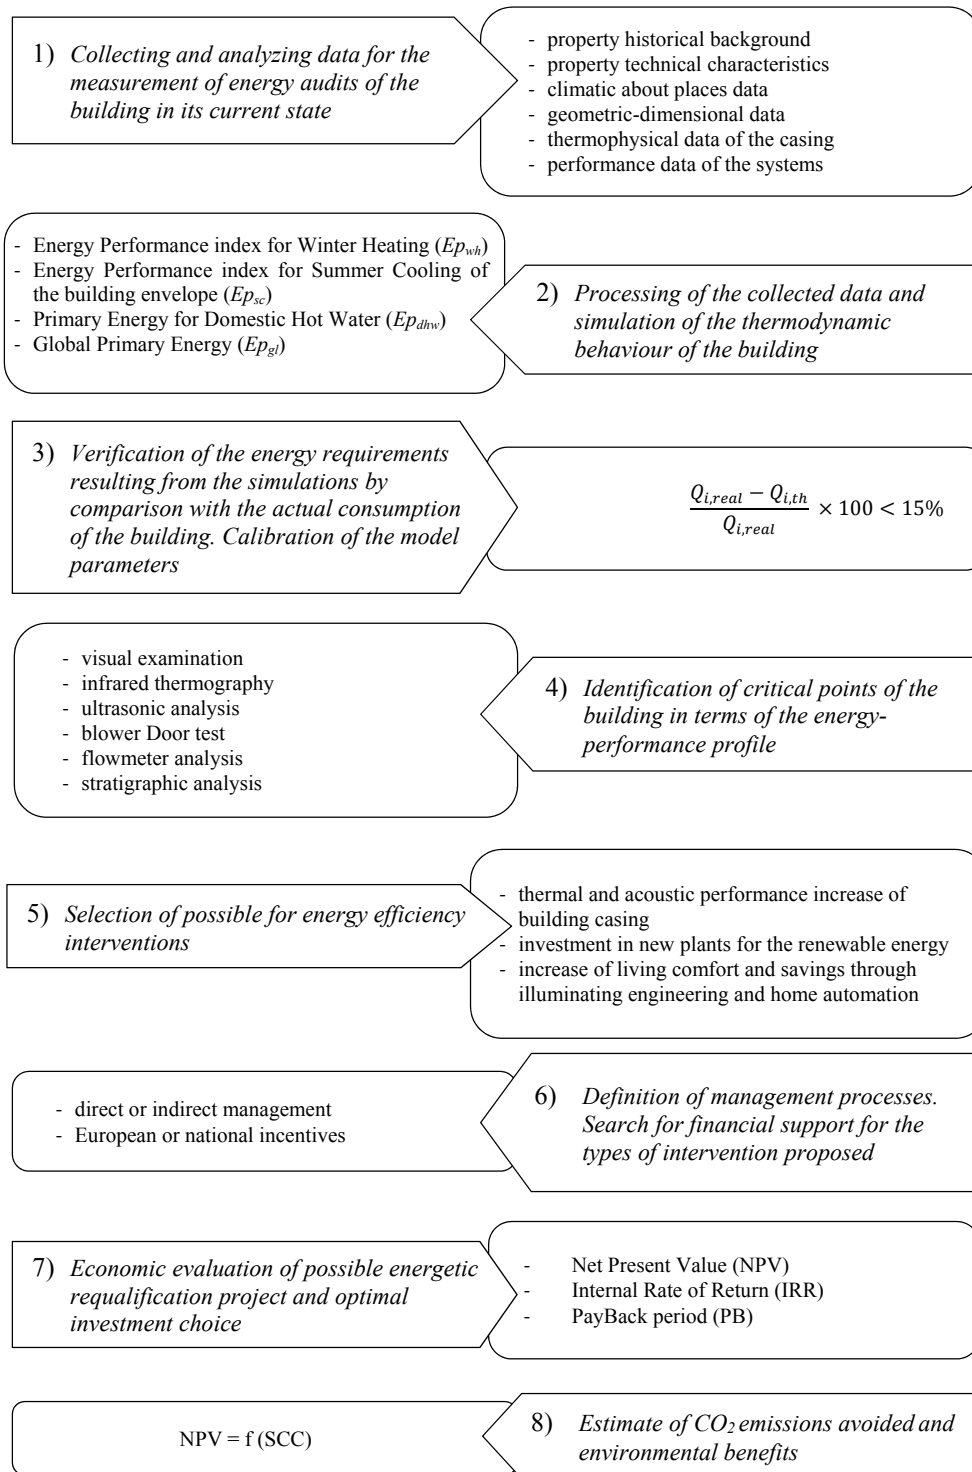 1) Collecting and analyzing data for the
measurement of energy audits of the
building in its current state
- property historical background
- property technical characteristics
- climatic about places data
- geometric-dimensional data
- thermophysical data of the casing
- performance data of the systems
- Energy Performance index for Winter Heating (Ep_wh)
- Energy Performance index for Summer Cooling of
the building envelope (Ep_sc)
- Primary Energy for Domestic Hot Water (Ep_dhw)
- Global Primary Energy (Ep_gl)
2) Processing of the collected data and
simulation of the thermodynamic
behaviour of the building
3) Verification of the energy requirements
resulting from the simulations by
comparison with the actual consumption
of the building. Calibration of the model
parameters
Q_i,real − Q_i,th
× 100 < 15%
Q_i,real
- visual examination
- infrared thermography
- ultrasonic analysis
- blower Door test
- flowmeter analysis
- stratigraphic analysis
4) Identification of critical points of the
building in terms of the energy-
performance profile
5) Selection of possible for energy efficiency
interventions
- thermal and acoustic performance increase of
building casing
- investment in new plants for the renewable energy
- increase of living comfort and savings through
illuminating engineering and home automation
- direct or indirect management
- European or national incentives
6) Definition of management processes.
Search for financial support for the
types of intervention proposed
7) Economic evaluation of possible energetic
requalification project and optimal
investment choice
- Net Present Value (NPV)
- Internal Rate of Return (IRR)
- PayBack period (PB)
NPV = f (SCC)
8) Estimate of CO2 emissions avoided and
environmental benefits